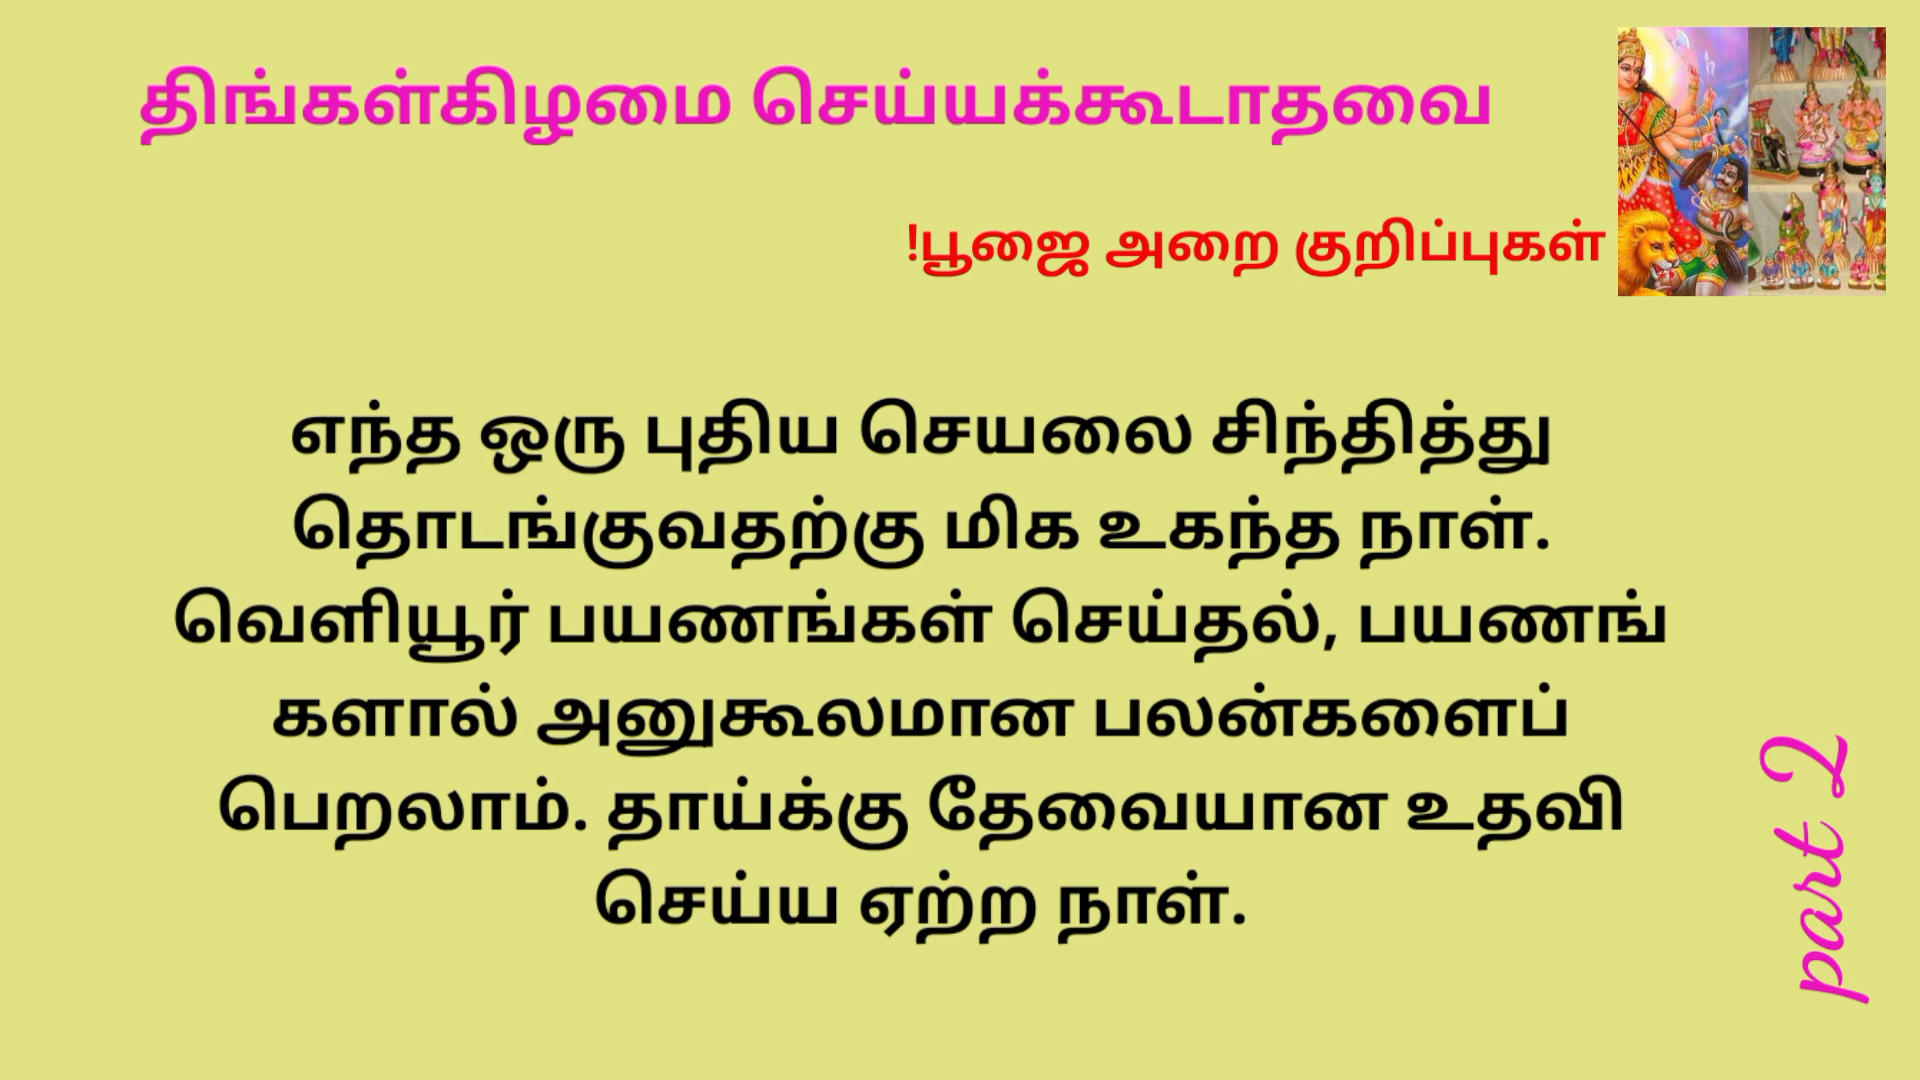 திங்கள்கிழமை செய்யக்கூடாதவை
!பூஜை அறை குறிப்புகள்
எந்த ஒரு புதிய செயலை சிந்தித்து
தொடங்குவதற்கு மிக உகந்த நாள்.
வெளியூர் பயணங்கள் செய்தல், பயணங்
களால் அனுகூலமான பலன்களைப்
பெறலாம். தாய்க்கு தேவையான உதவி
செய்ய ஏற்ற நாள்.
part 2